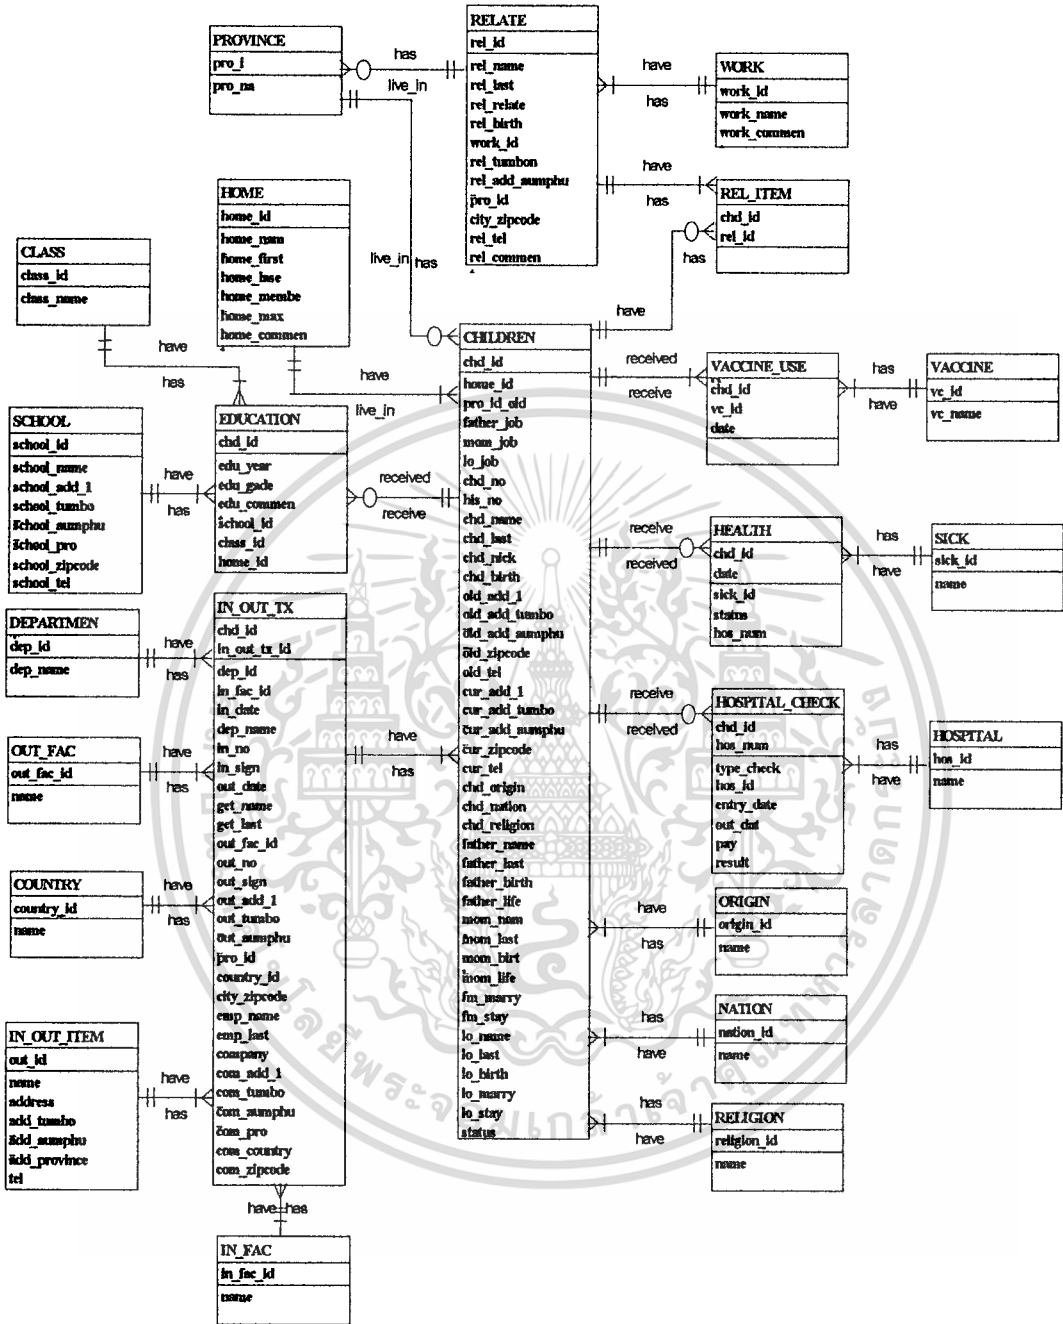 PROVINCE
pro_i
pro_na
RELATE
rel_id
rel_name
rel_last
rel_relate
rel_birth
work_id
rel_tumbon
rel_add_aumphu
pro_id
city_zipcode
rel_tel
rel_commen
has
live_in
have
has
WORK
work_id
work_name
work_commen
have
has
REL_ITEM
chd_id
rel_id
has
have
HOME
home_id
home_nam
home_first
home_base
home_membe
home_max
home_commen
live_in
has
CLASS
class_id
class_name
have
has
have
live_in
CHILDREN
chd_id
home_id
pro_id_old
father_job
mom_job
lo_job
chd_no
his_no
chd_name
chd_last
chd_nick
chd_birth
old_add_1
old_add_tumbo
old_add_aumphu
old_zipcode
old_tel
cur_add_1
cur_add_tumbo
cur_add_aumphu
cur_zipcode
cur_tel
chd_origin
chd_nation
chd_religion
father_name
father_last
father_birth
father_life
mom_nam
mom_last
mom_birt
mom_life
fm_marry
fm_stay
lo_name
lo_last
lo_birth
lo_marry
lo_stay
status
received
receive
VACCINE_USE
chd_id
vc_id
date
has
have
VACCINE
vc_id
vc_name
SCHOOL
school_id
school_name
school_add_1
school_tumbo
school_aumphu
school_pro
school_zipcode
school_tel
have
has
EDUCATION
chd_id
edu_year
edu_gade
edu_commen
school_id
class_id
home_id
received
receive
receive
received
HEALTH
chd_id
date
sick_id
status
hos_num
has
have
SICK
sick_id
name
DEPARTMEN
dep_id
dep_name
have
has
IN_OUT_TX
chd_id
in_out_tx_id
dep_id
in_fac_id
in_date
dep_name
in_no
in_sign
out_date
get_name
get_last
out_fac_id
out_no
out_sign
out_add_1
out_tumbo
out_aumphu
pro_id
country_id
city_zipcode
emp_name
emp_last
company
com_add_1
com_tumbo
com_aumphu
com_pro
com_country
com_zipcode
have
has
receive
received
HOSPITAL_CHECK
chd_id
hos_num
type_check
hos_id
entry_date
out_dat
pay
result
has
have
HOSPITAL
hos_id
name
OUT_FAC
out_fac_id
name
have
has
COUNTRY
country_id
name
have
has
have
has
ORIGIN
origin_id
name
has
have
NATION
nation_id
name
IN_OUT_ITEM
out_id
name
address
add_tumbo
add_aumphu
add_province
tel
have
has
has
have
RELIGION
religion_id
name
have
has
IN_FAC
in_fac_id
name